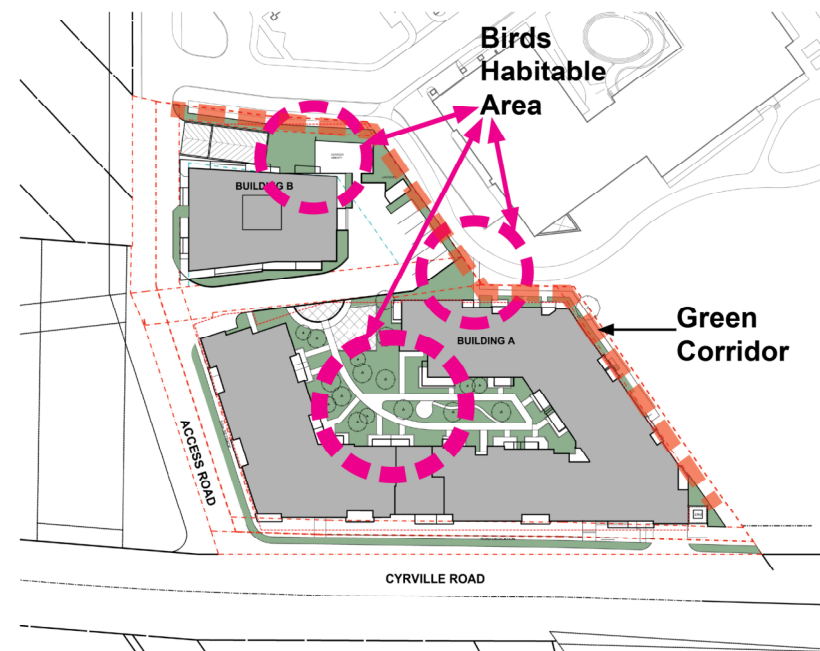 Birds
Habitable
Area
BUILDING B
BUILDING A
Green
Corridor
ACCESS ROAD
CYRVILLE ROAD